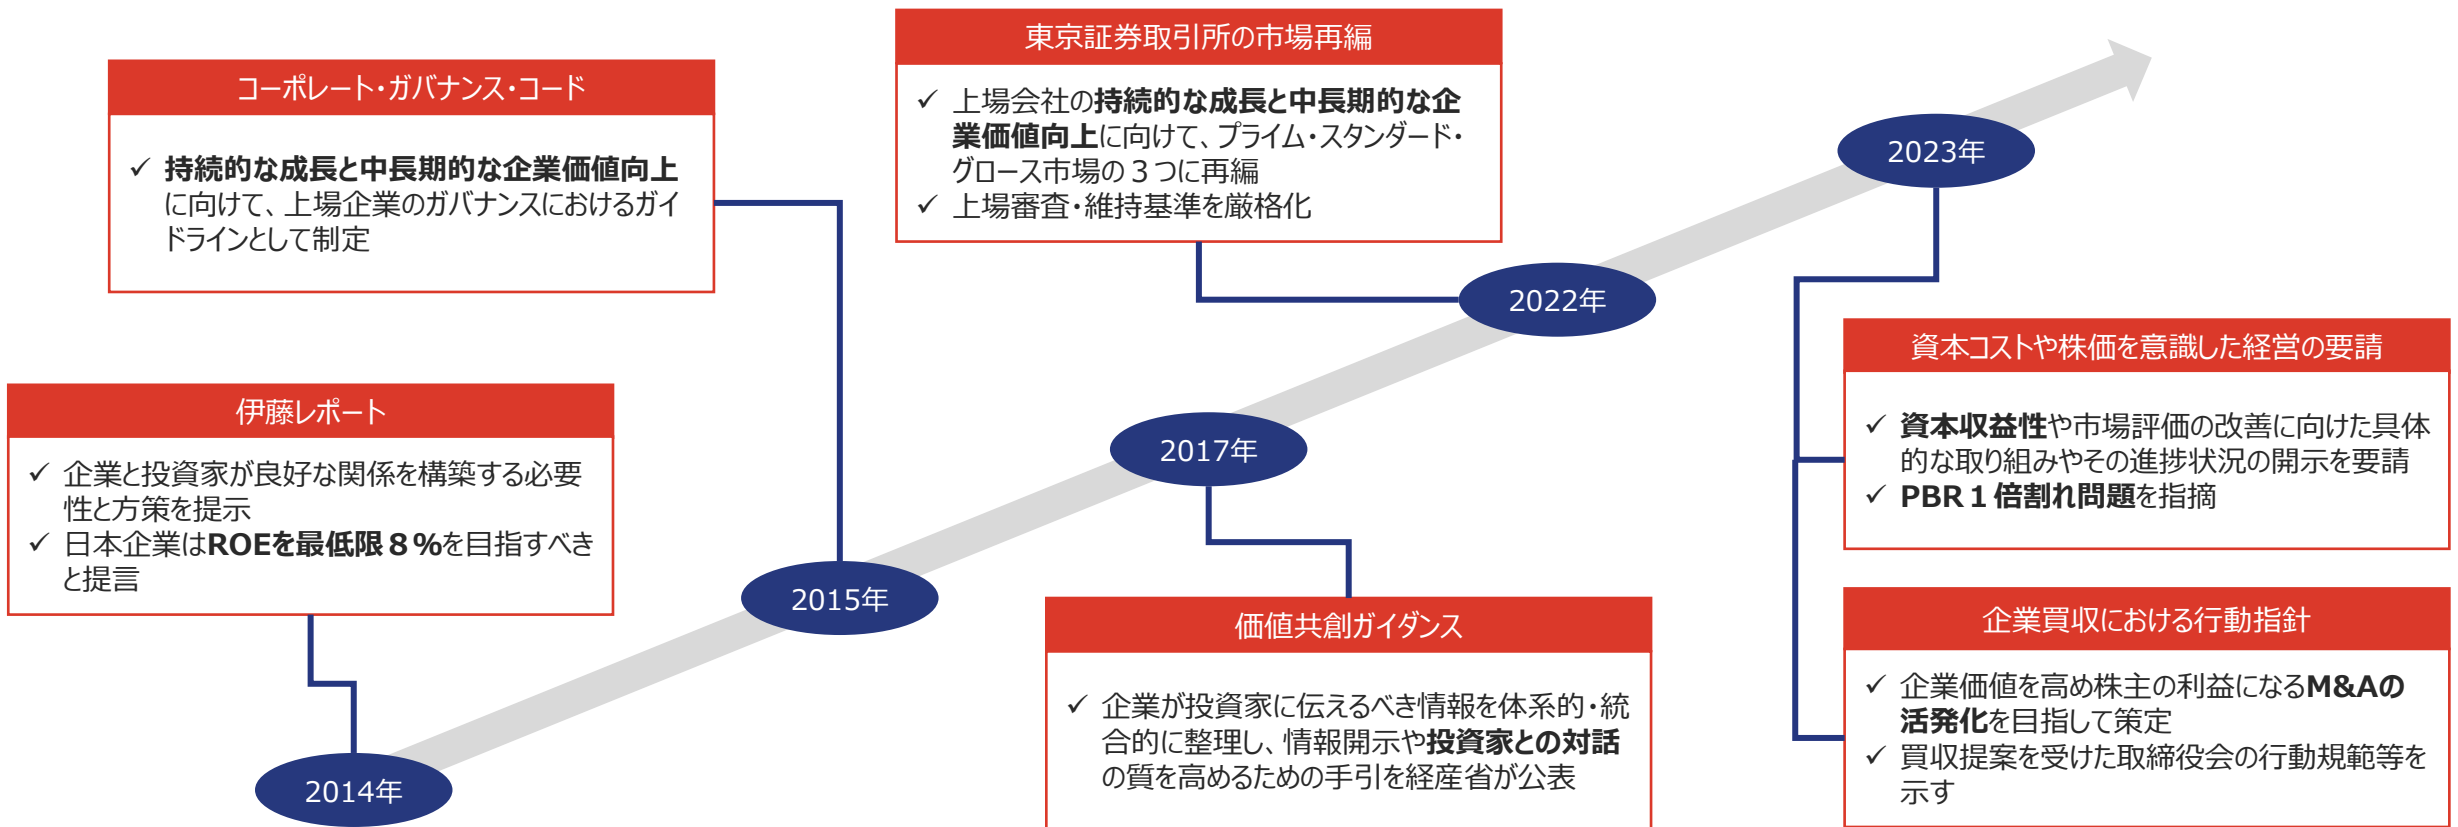 東京証券取引所の市場再編
✓ 上場会社の持続的な成長と中長期的な企
業価値向上に向けて、プライム・スタンダード・
グロース市場の３つに再編
✓ 上場審査・維持基準を厳格化
コーポレート・ガバナンス・コード
✓ 持続的な成長と中長期的な企業価値向上
に向けて、上場企業のガバナンスにおけるガイ
ドラインとして制定
2023年
2022年
資本コストや株価を意識した経営の要請
✓ 資本収益性や市場評価の改善に向けた具体
的な取り組みやその進捗状況の開示を要請
✓ PBR１倍割れ問題を指摘
伊藤レポート
✓ 企業と投資家が良好な関係を構築する必要
性と方策を提示
✓ 日本企業はROEを最低限８%を目指すべき
と提言
2017年
2015年
価値共創ガイダンス
✓ 企業が投資家に伝えるべき情報を体系的・統
合的に整理し、情報開示や投資家との対話
の質を高めるための手引を経産省が公表
企業買収における行動指針
✓ 企業価値を高め株主の利益になるM&Aの
活発化を目指して策定
✓ 買収提案を受けた取締役会の行動規範等を
示す
2014年